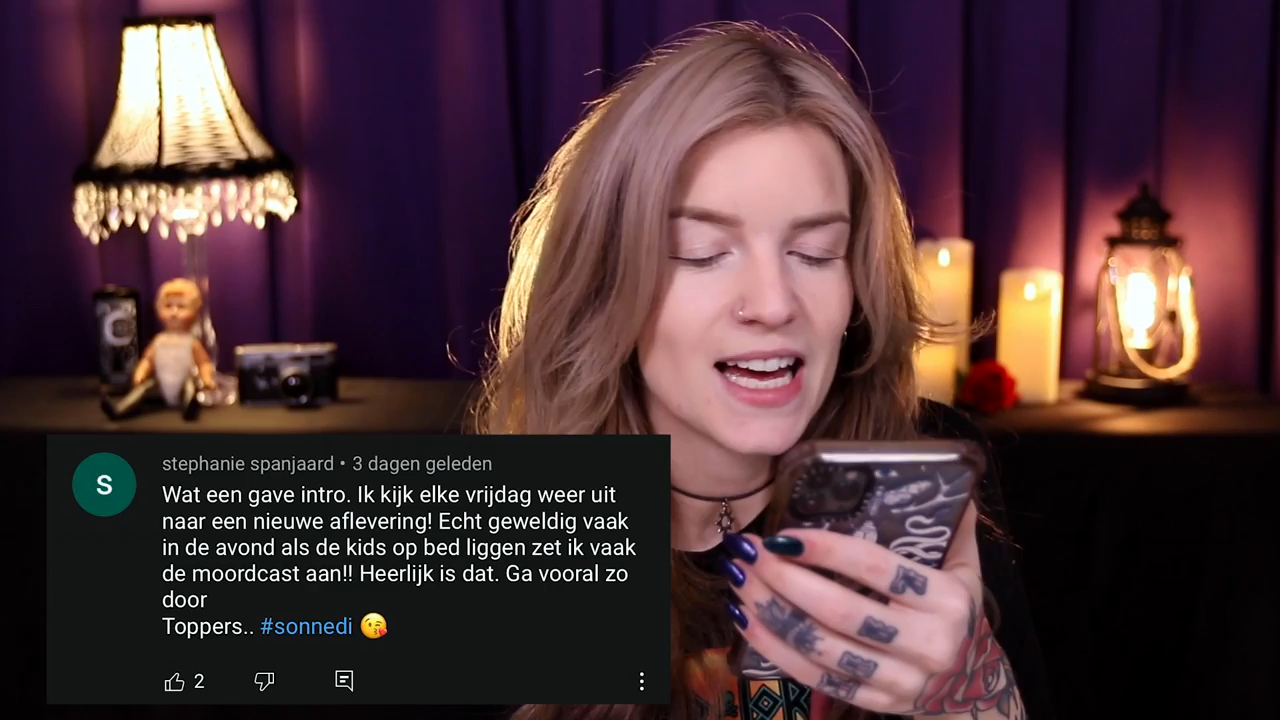 stephanie spanjaard • 3 dagen geleden
S
Wat een gave intro. Ik kijk elke vrijdag weer uit
naar een nieuwe aflevering! Echt geweldig vaak
in de avond als de kids op bed liggen zet ik vaak
de moordcast aan!! Heerlijk is dat. Ga vooral zo
door
Toppers.. #sonnedi 😘
2